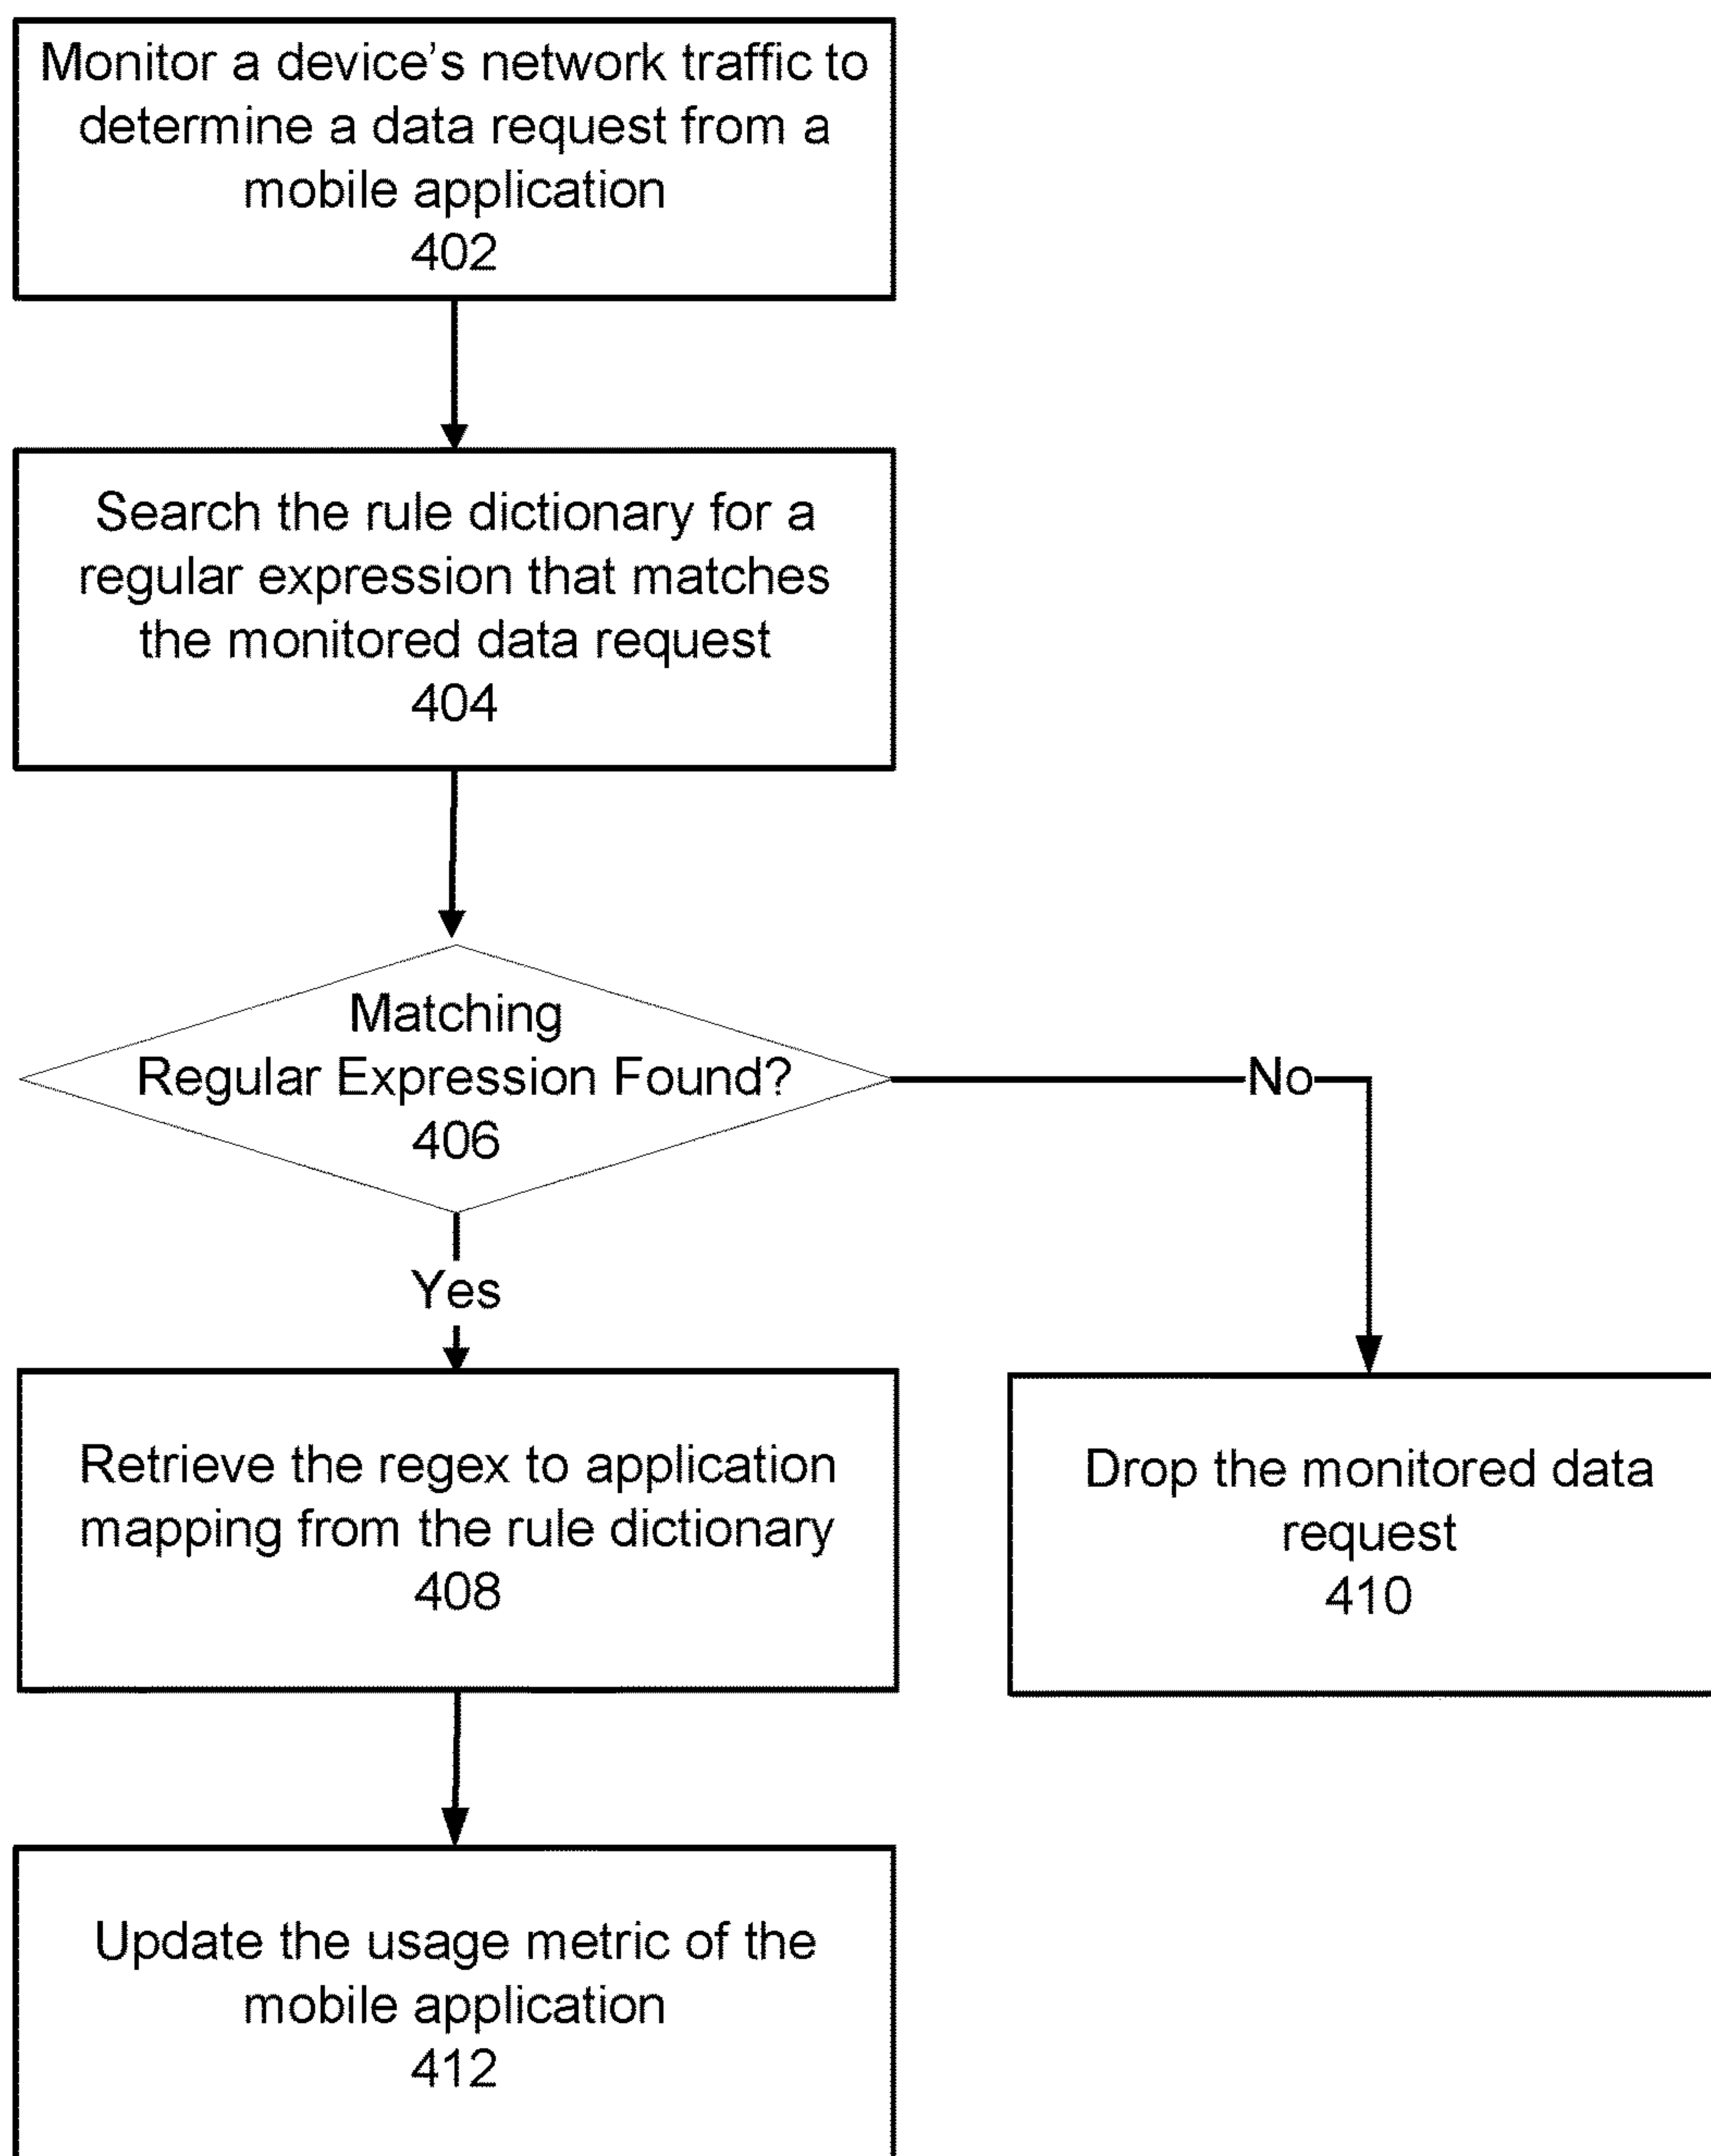 Monitor a device's network traffic to
determine a data request from a
mobile application
402
Search the rule dictionary for a
regular expression that matches
the monitored data request
404
Matching
Regular Expression Found?
406
No
Yes
Retrieve the regex to application
mapping from the rule dictionary
408
Drop the monitored data
request
410
Update the usage metric of the
mobile application
412